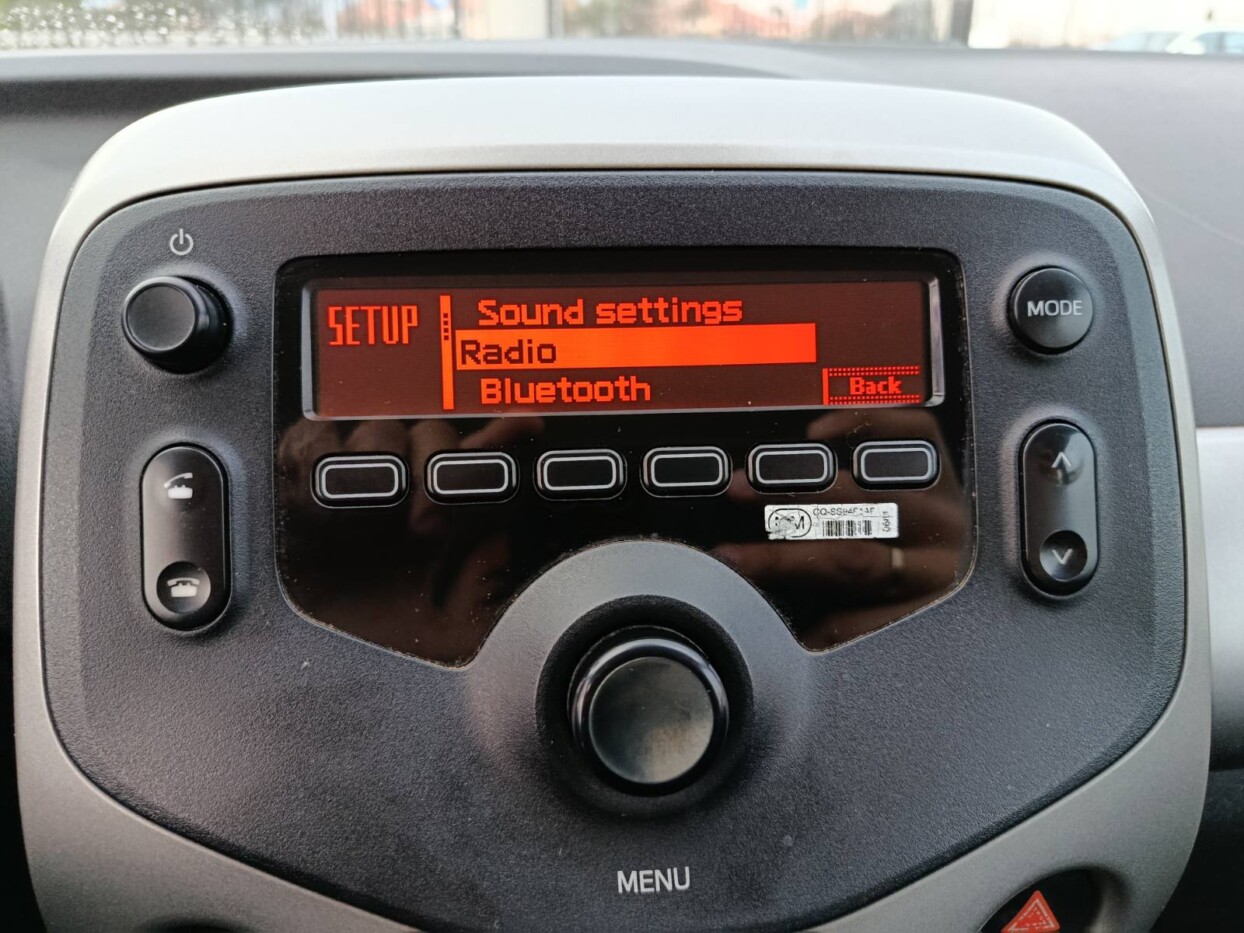 SETUP
Sound settings
Radio
Bluetooth
Back
MODE
MENU